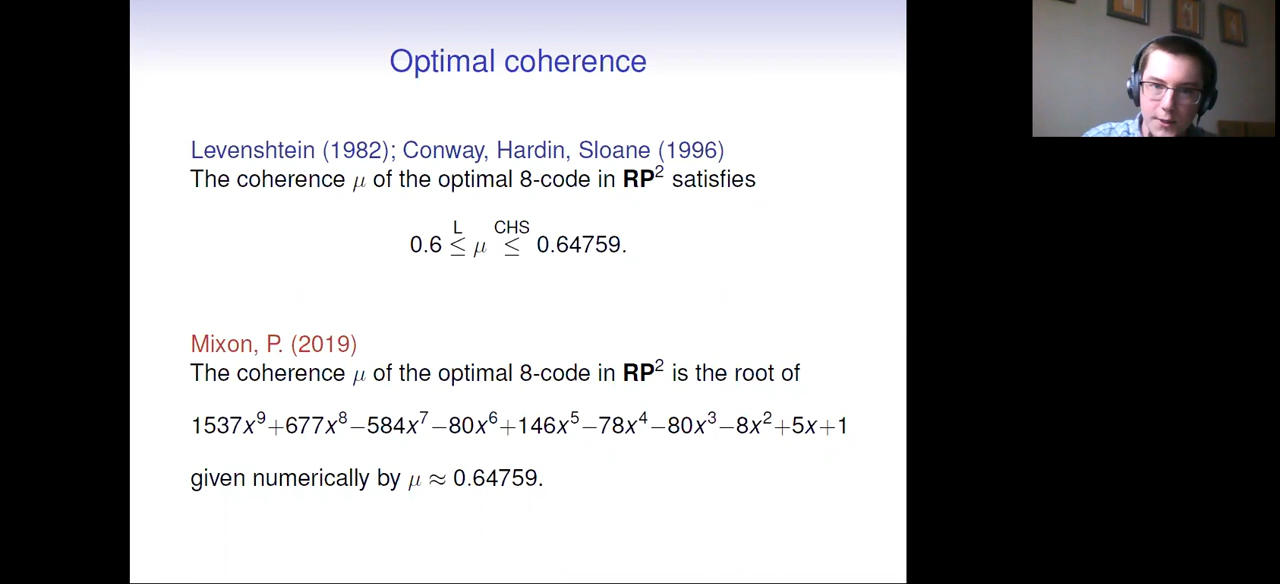 Optimal coherence
Levenshtein (1982); Conway, Hardin, Sloane (1996)
The coherence μ of the optimal 8-code in RP² satisfies
L CHS
0.6 ≤ μ ≤ 0.64759.
Mixon, P. (2019)
The coherence μ of the optimal 8-code in RP² is the root of
1537x⁹+677x⁸−584x⁷−80x⁶+146x⁵−78x⁴−80x³−8x²+5x+1
given numerically by μ ≈ 0.64759.